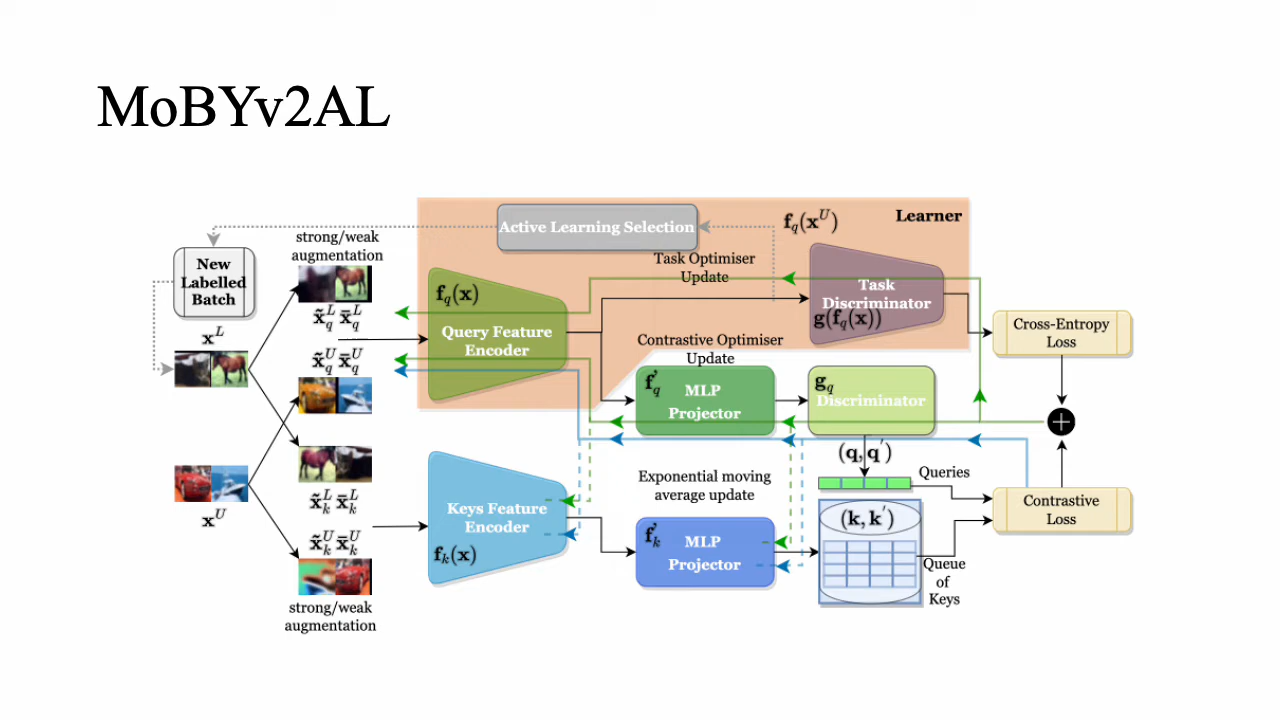 MoBYv2AL
Active Learning Selection
f_q(x^U)
Learner
strong/weak
augmentation
New
Labelled
Batch
Task Optimiser
Update
f_q(x)
Task
Discriminator
g(f_q(x))
x̃_q^L x̄_q^L
x^L
Query Feature
Encoder
Cross-Entropy
Loss
x̃_q^U x̄_q^U
Contrastive Optimiser
Update
f'_q
MLP
Projector
g_q
Discriminator
+
(q, q')
Queries
x̃_k^L x̄_k^L
x^U
Exponential moving
average update
Keys Feature
Encoder
f_k(x)
(k, k')
Contrastive
Loss
x̃_k^U x̄_k^U
f'_k
MLP
Projector
Queue
of
Keys
strong/weak
augmentation